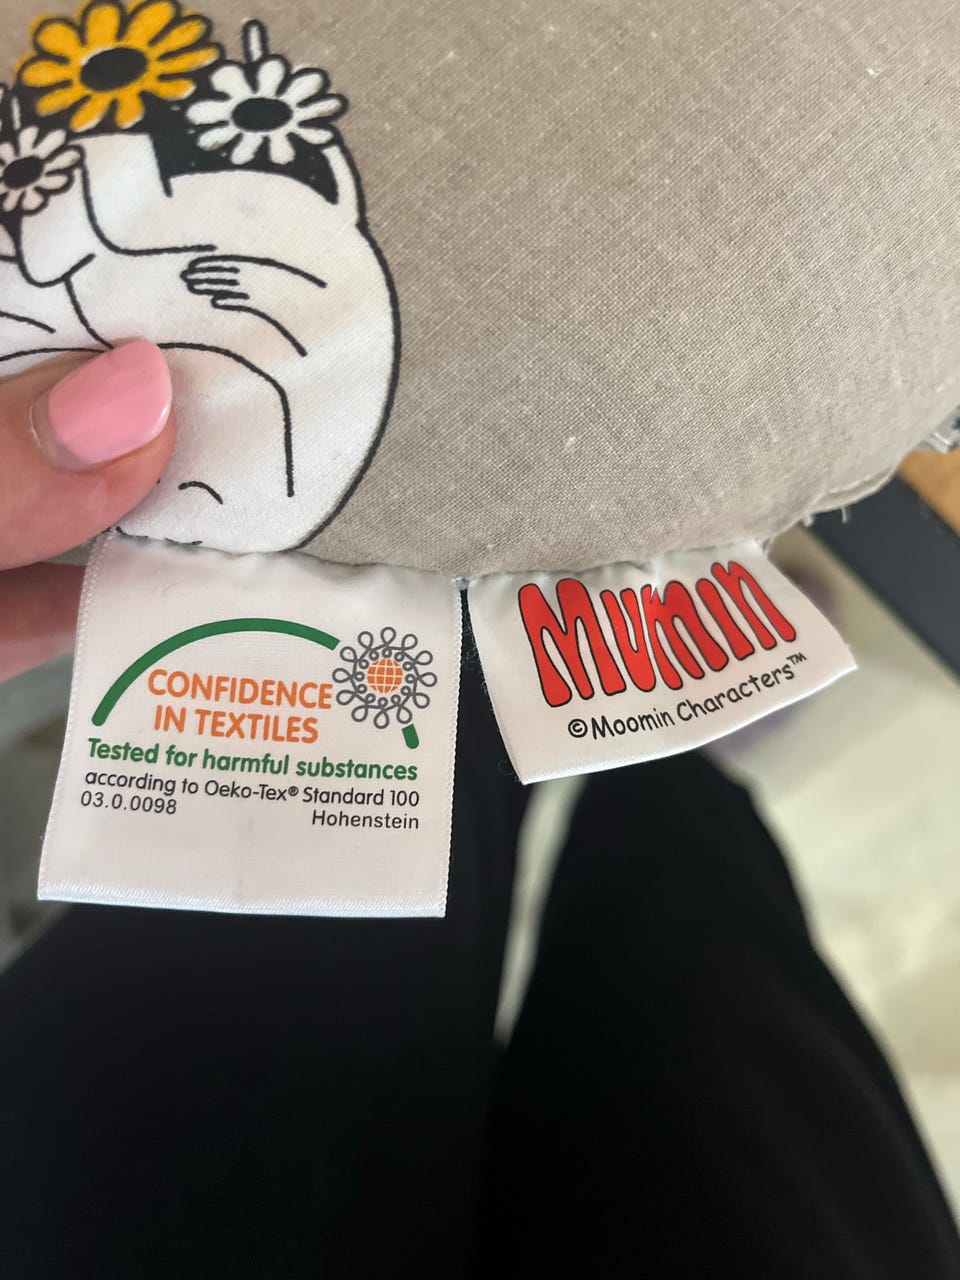 CONFIDENCE
IN TEXTILES
Tested for harmful substances
according to Oeko-Tex® Standard 100
03.0.0098
Hohenstein
Mumin
©Moomin Characters™